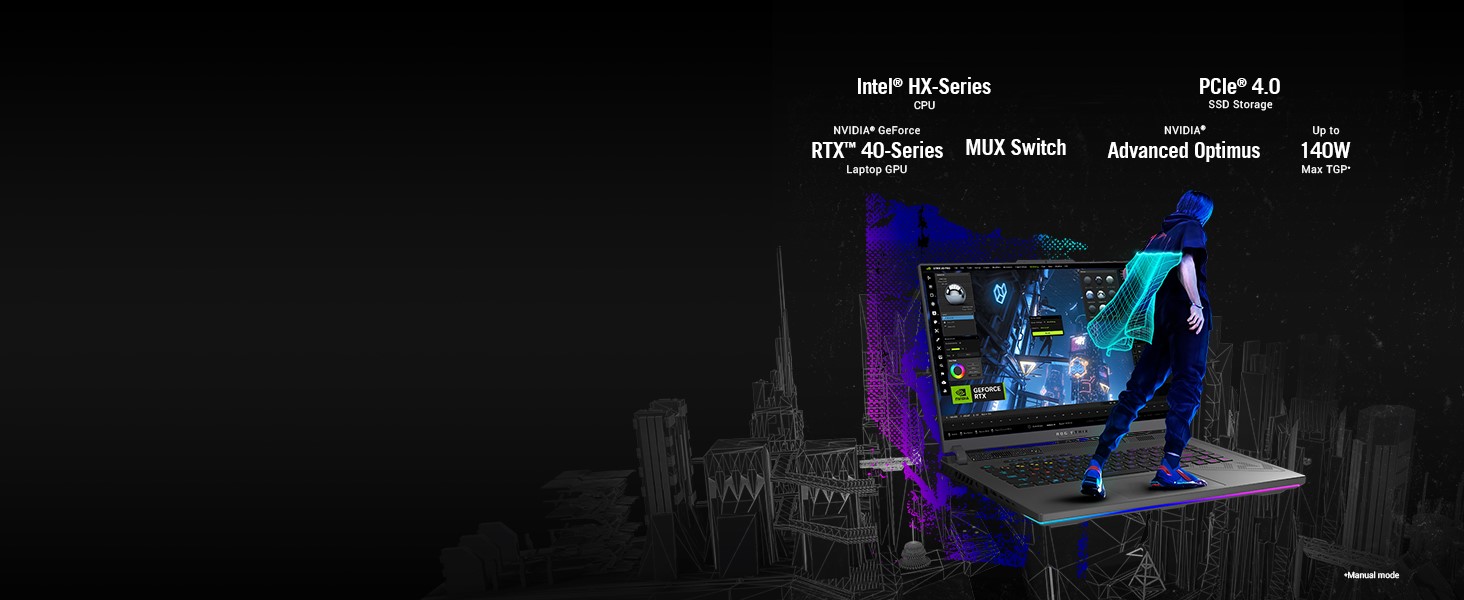 Intel® HX-Series
CPU
PCIe® 4.0
SSD Storage
NVIDIA® GeForce
RTX™ 40-Series
Laptop GPU
MUX Switch
NVIDIA®
Advanced Optimus
Up to
140W
Max TGP*
GEFORCE
RTX
NVIDIA
*Manual mode